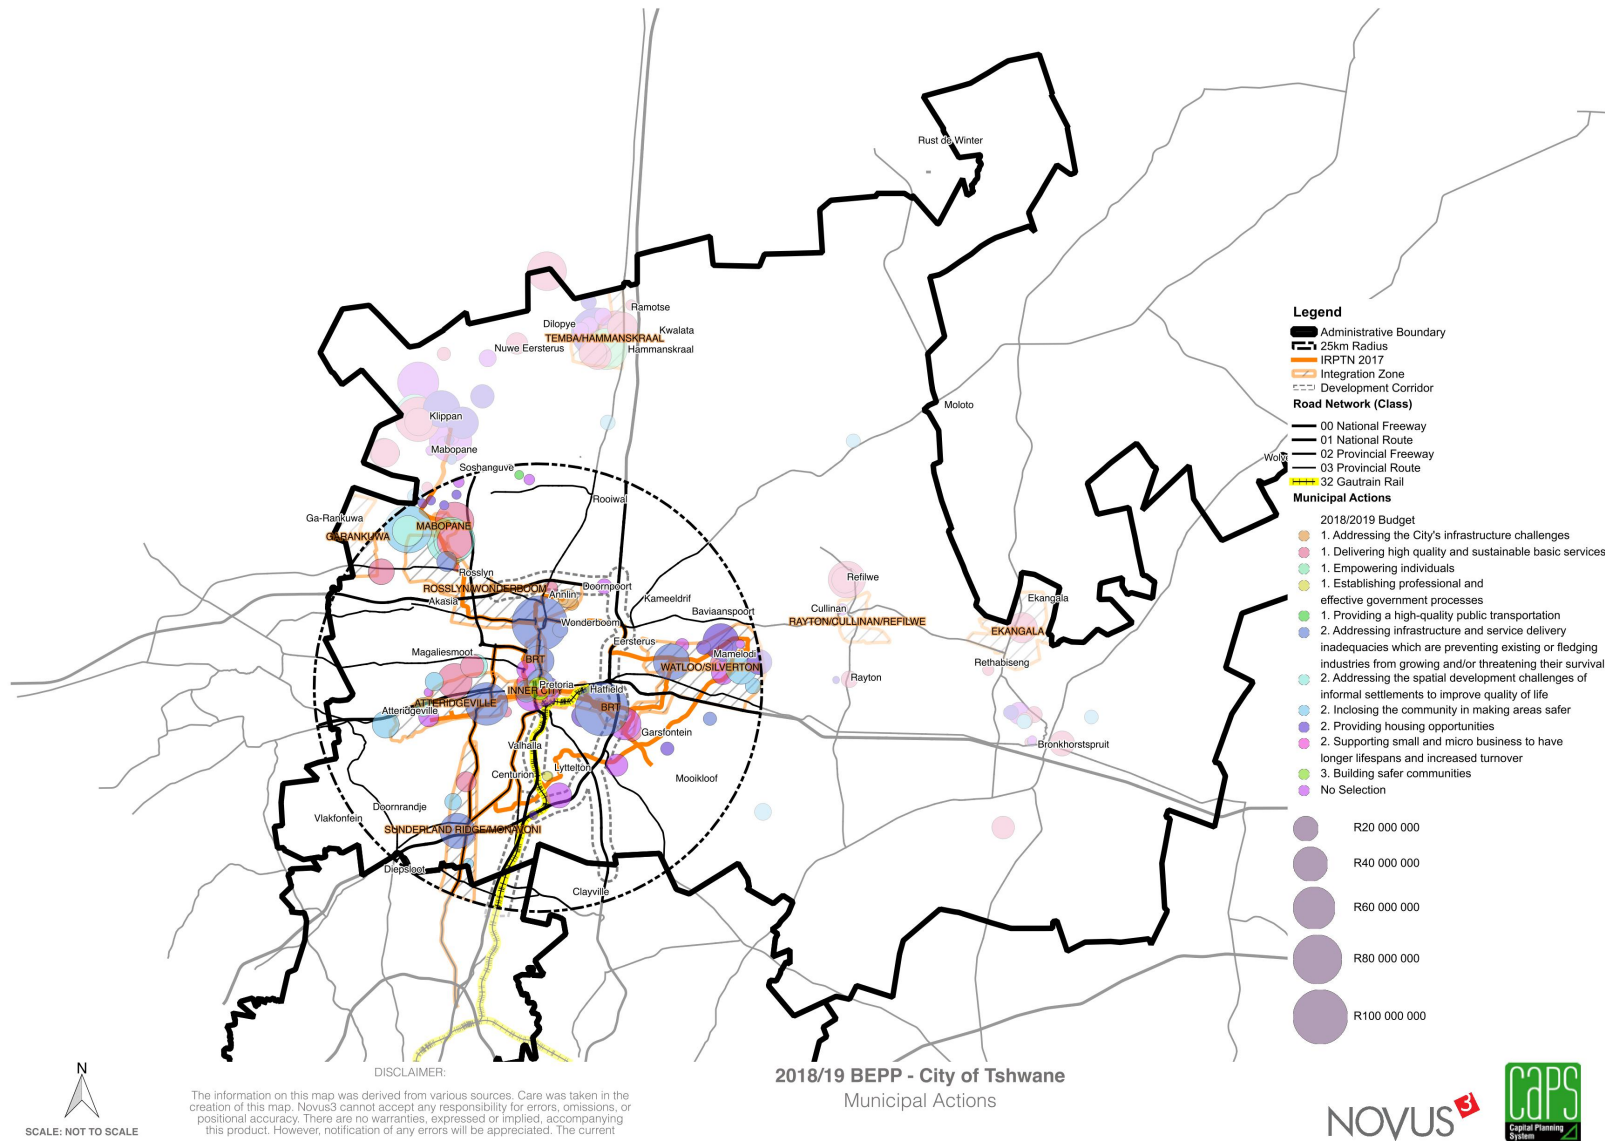 Rust de Winter
Ramotse
Dilopye
Kwalata
TEMBA/HAMMANSKRAAL
Nuwe Eersterus
Hammanskraal
Klippan
Moloto
Mabopane
Soshanguve
Rooiwal
Ga-Rankuwa
MABOPANE
GARANKUWA
Rosslyn
ROSSLYN/WONDERBOOM
Doornpoort
Annlin
Akasia
Kameeldrif
Baviaanspoort
Wonderboom
Eersterus
Refilwe
Cullinan
RAYTON/CULLINAN/REFILWE
Ekangala
EKANGALA
Magaliesmoot
BRT
Mamelodi
WATLOO/SILVERTON
Rethabiseng
Rayton
Pretoria
INNER CITY
Hatfield
ATTERIDGEVILLE
Atteridgeville
BRT
Garsfontein
Valhalla
Bronkhorstspruit
Centurion
Lyttelton
Mooikloof
Doornrandje
Vlakfonfein
SUNDERLAND RIDGE/MONAVONI
Diepsloot
Clayville
Legend
Administrative Boundary
25km Radius
IRPTN 2017
Integration Zone
Development Corridor
Road Network (Class)
00 National Freeway
01 National Route
02 Provincial Freeway
03 Provincial Route
32 Gautrain Rail
Municipal Actions
2018/2019 Budget
1. Addressing the City's infrastructure challenges
1. Delivering high quality and sustainable basic services
1. Empowering individuals
1. Establishing professional and
effective government processes
1. Providing a high-quality public transportation
2. Addressing infrastructure and service delivery
inadequacies which are preventing existing or fledging
industries from growing and/or threatening their survival
2. Addressing the spatial development challenges of
informal settlements to improve quality of life
2. Inclosing the community in making areas safer
2. Providing housing opportunities
2. Supporting small and micro business to have
longer lifespans and increased turnover
3. Building safer communities
No Selection
R20 000 000
R40 000 000
R60 000 000
R80 000 000
R100 000 000
N
SCALE: NOT TO SCALE
DISCLAIMER:
The information on this map was derived from various sources. Care was taken in the
creation of this map. Novus3 cannot accept any responsibility for errors, omissions, or
positional accuracy. There are no warranties, expressed or implied, accompanying
this product. However, notification of any errors will be appreciated. The current
2018/19 BEPP - City of Tshwane
Municipal Actions
NOVUS3
CAPS
Capital Planning
System